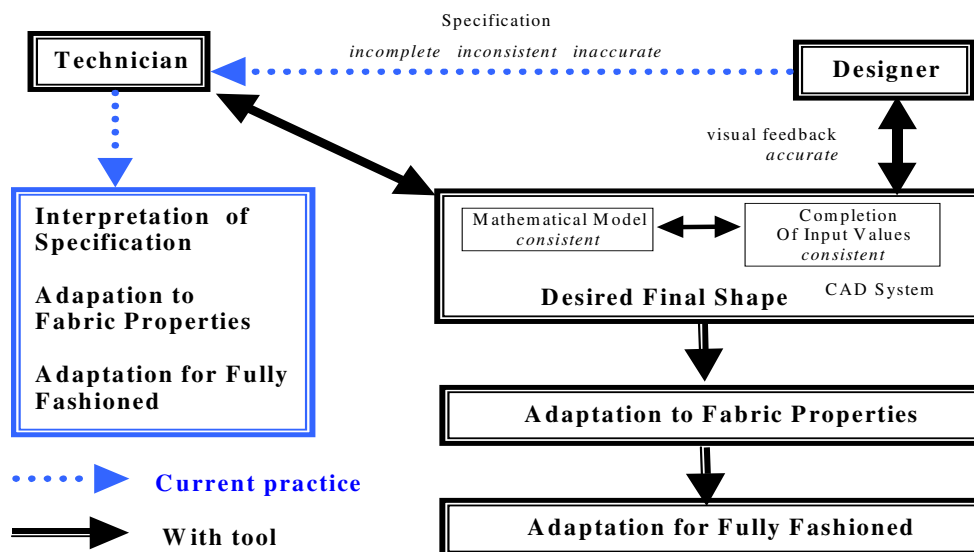 Specification
incomplete inconsistent inaccurate
Technician
Designer
visual feedback
accurate
Interpretation of
Specification
Adapation to
Fabric Properties
Adaptation for Fully
Fashioned
Mathematical Model
consistent
Completion
Of Input Values
consistent
Desired Final Shape
CAD System
Adaptation to Fabric Properties
Adaptation for Fully Fashioned
Current practice
With tool